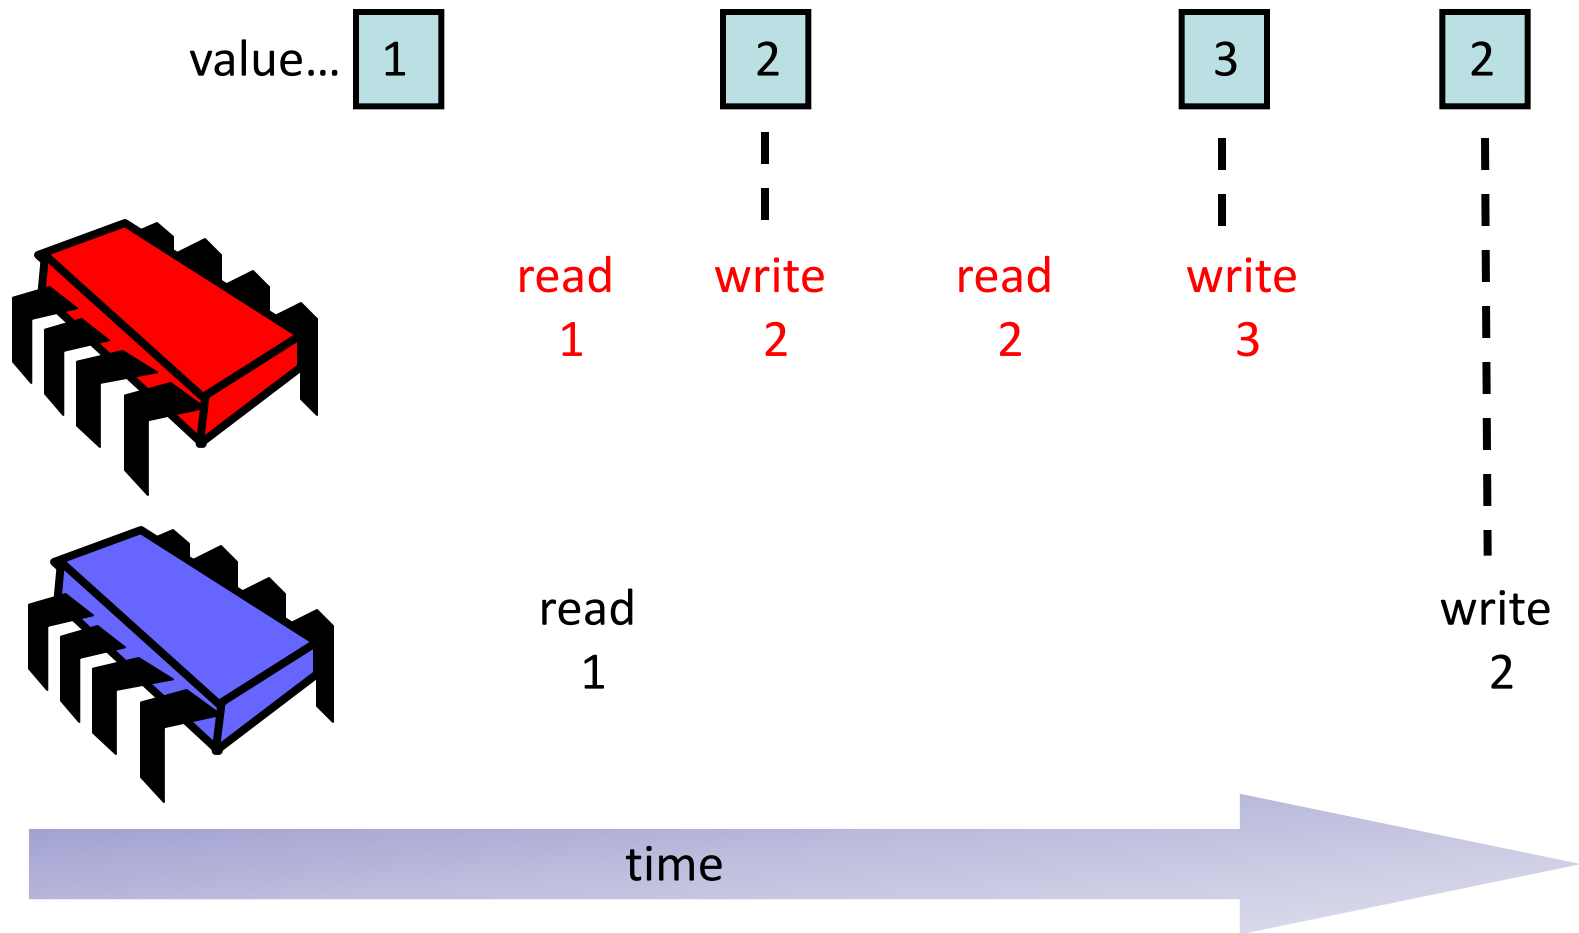 value… 1 2 3 2
read write read write
1 2 2 3
read write
1 2
time